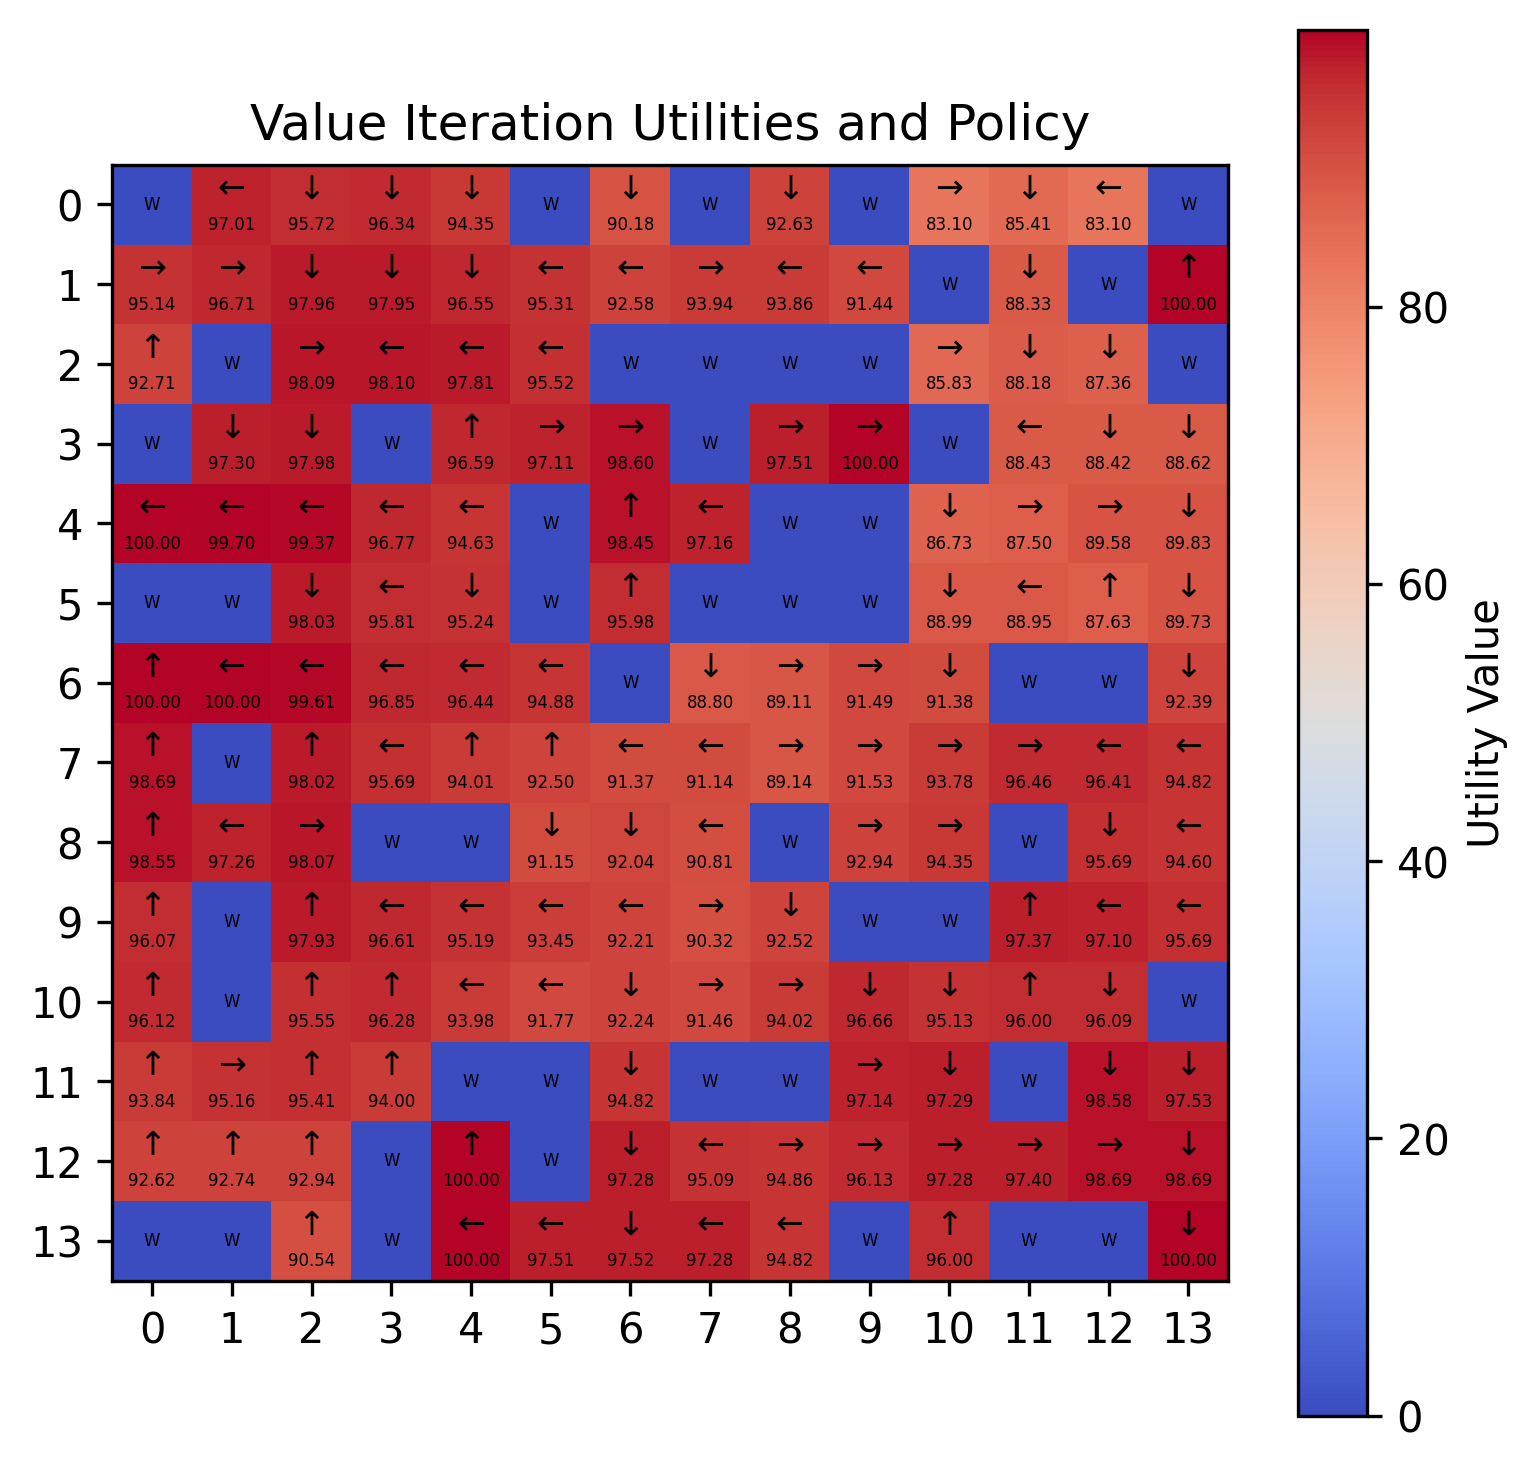 Value Iteration Utilities and Policy
0 W ← ↓ ↓ ↓ W ↓ W ↓ W → ↓ ← W
97.01 95.72 96.34 94.35 90.18 92.63 83.10 85.41 83.10
1 → → ↓ ↓ ↓ ← ← → ← ← W ↓ W ↑
95.14 96.71 97.96 97.95 96.55 95.31 92.58 93.94 93.86 91.44 88.33 100.00
2 ↑ W → ← ← ← W W W W → ↓ ↓ W
92.71 98.09 98.10 97.81 95.52 85.83 88.18 87.36
3 W ↓ ↓ W ↑ → → W → → W ← ↓ ↓
97.30 97.98 96.59 97.11 98.60 97.51 100.00 88.43 88.42 88.62
4 ← ← ← ← ← W ↑ ← W W ↓ → → ↓
100.00 99.70 99.37 96.77 94.63 98.45 97.16 86.73 87.50 89.58 89.83
5 W W ↓ ← ↓ W ↑ W W W ↓ ← ↑ ↓
98.03 95.81 95.24 95.98 88.99 88.95 87.63 89.73
6 ↑ ← ← ← ← ← W ↓ → → ↓ W W ↓
100.00 100.00 99.61 96.85 96.44 94.88 88.80 89.11 91.49 91.38 92.39
7 ↑ W ↑ ← ↑ ↑ ← ← → → → → ← ←
98.69 98.02 95.69 94.01 92.50 91.37 91.14 89.14 91.53 93.78 96.46 96.41 94.82
8 ↑ ← → W W ↓ ↓ ← W → → W ↓ ←
98.55 97.26 98.07 91.15 92.04 90.81 92.94 94.35 95.69 94.60
9 ↑ W ↑ ← ← ← ← → ↓ W W ↑ ← ←
96.07 97.93 96.61 95.19 93.45 92.21 90.32 92.52 97.37 97.10 95.69
10 ↑ W ↑ ↑ ← ← ↓ → → ↓ ↓ ↑ ↓ W
96.12 95.55 96.28 93.98 91.77 92.24 91.46 94.02 96.66 95.13 96.00 96.09
11 ↑ → ↑ ↑ W W ↓ W W → ↓ W ↓ ↓
93.84 95.16 95.41 94.00 94.82 97.14 97.29 98.58 97.53
12 ↑ ↑ ↑ W ↑ W ↓ ← → → → → → ↓
92.62 92.74 92.94 100.00 97.28 95.09 94.86 96.13 97.28 97.40 98.69 98.69
13 W W ↑ W ← ← ↓ ← ← W ↑ W W ↓
90.54 100.00 97.51 97.52 97.28 94.82 96.00 100.00
0 1 2 3 4 5 6 7 8 9 10 11 12 13
80
60
40
20
0
Utility Value